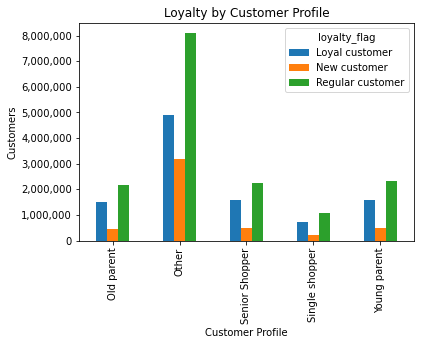 Loyalty by Customer Profile
loyalty_flag
Loyal customer
New customer
Regular customer
Customers
8,000,000
7,000,000
6,000,000
5,000,000
4,000,000
3,000,000
2,000,000
1,000,000
0
Old parent
Other
Senior Shopper
Single shopper
Young parent
Customer Profile